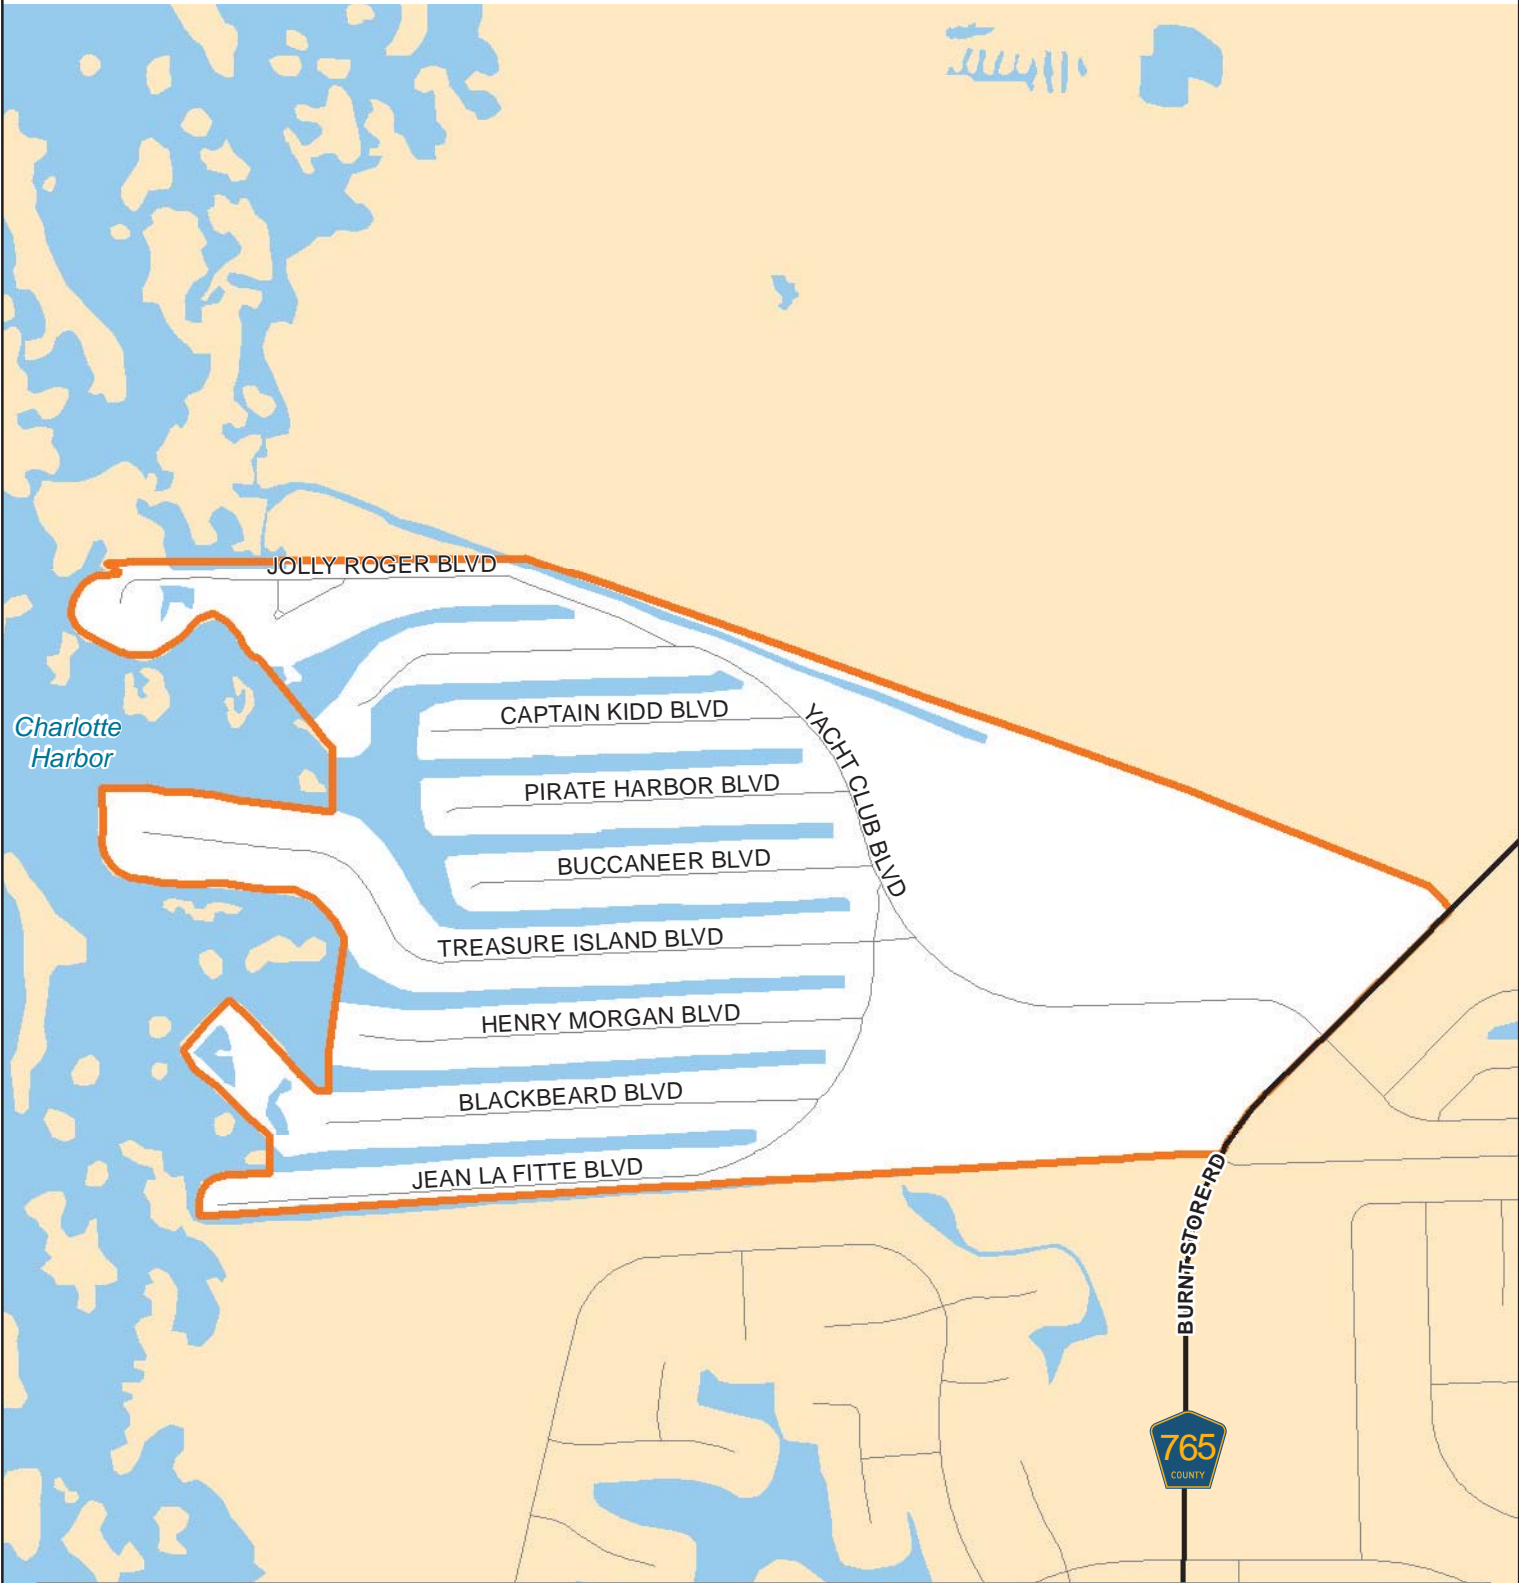 JOLLY ROGER BLVD
CAPTAIN KIDD BLVD
YACHT CLUB BLVD
Charlotte
Harbor
PIRATE HARBOR BLVD
BUCCANEER BLVD
TREASURE ISLAND BLVD
HENRY MORGAN BLVD
BLACKBEARD BLVD
JEAN LA FITTE BLVD
BURNT STORE RD
765
COUNTY